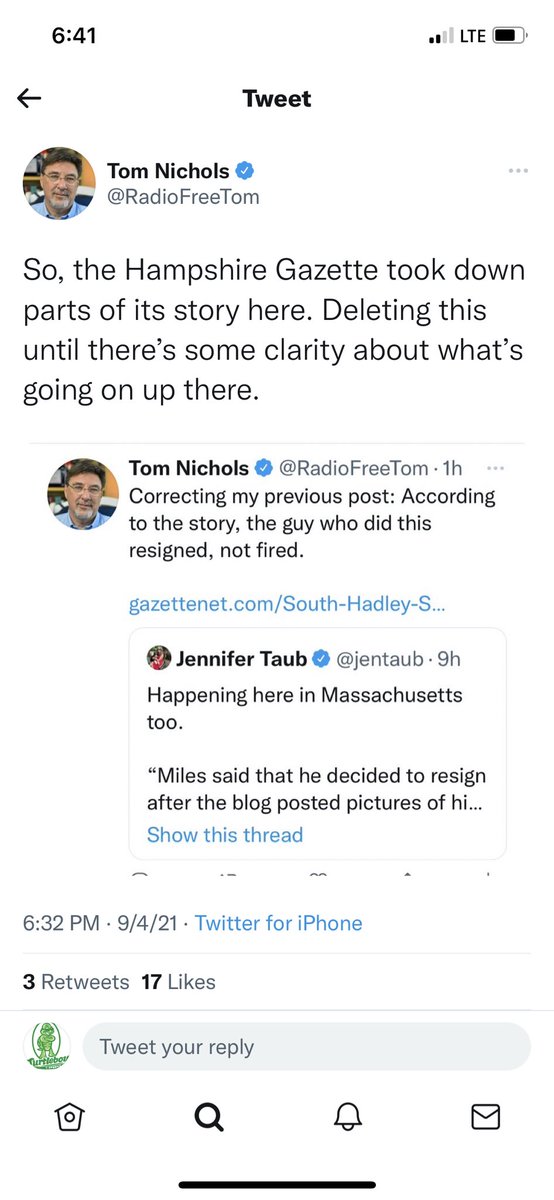 6:41
LTE
Tweet
Tom Nichols
@RadioFreeTom
So, the Hampshire Gazette took down
parts of its story here. Deleting this
until there’s some clarity about what’s
going on up there.
Tom Nichols @RadioFreeTom · 1h
Correcting my previous post: According
to the story, the guy who did this
resigned, not fired.
gazettenet.com/South-Hadley-S...
Jennifer Taub @jentaub · 9h
Happening here in Massachusetts
too.
“Miles said that he decided to resign
after the blog posted pictures of hi...
Show this thread
6:32 PM · 9/4/21 · Twitter for iPhone
3 Retweets 17 Likes
Turtleboy
Tweet your reply